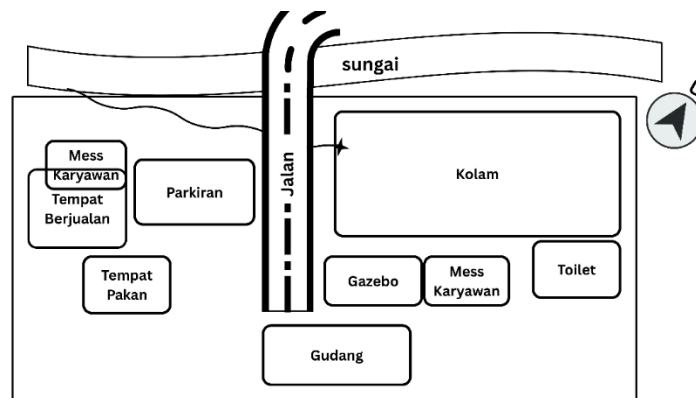 sungai
Mess
Karyawan
Tempat
Berjualan
Parkiran
Jalan
Kolam
Tempat
Pakan
Gazebo
Mess
Karyawan
Toilet
Gudang